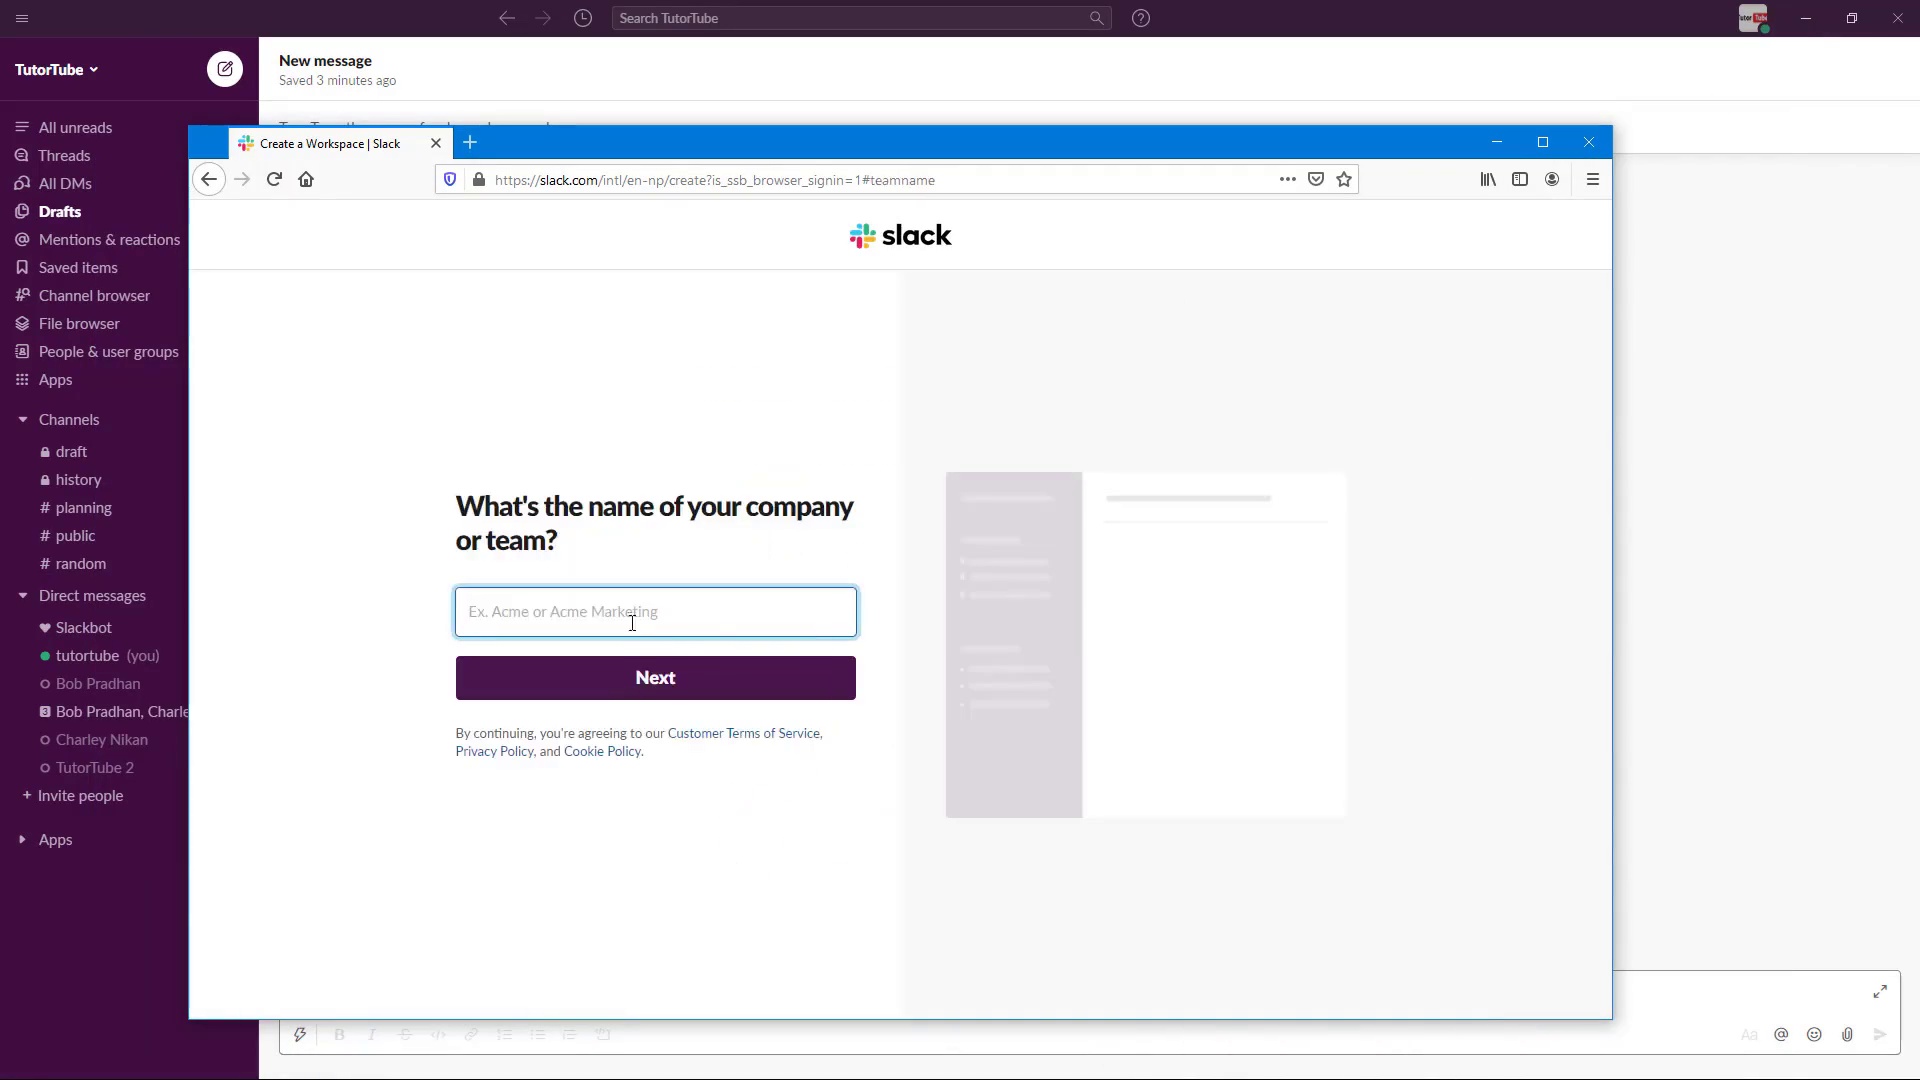 Search TutorTube
TutorTube
New message
Saved 3 minutes ago
All unreads
Threads
All DMs
Drafts
Mentions & reactions
Saved items
Channel browser
File browser
People & user groups
Apps
Channels
draft
history
# planning
# public
# random
Direct messages
Slackbot
tutortube (you)
Bob Pradhan
3 Bob Pradhan, Charle
Charley Nikan
TutorTube 2
+ Invite people
Apps
Create a Workspace | Slack
https://slack.com/intl/en-np/create?is_ssb_browser_signin=1#teamname
slack
What's the name of your company
or team?
Ex. Acme or Acme Marketing
Next
By continuing, you're agreeing to our Customer Terms of Service,
Privacy Policy, and Cookie Policy.
B I S
Aa @